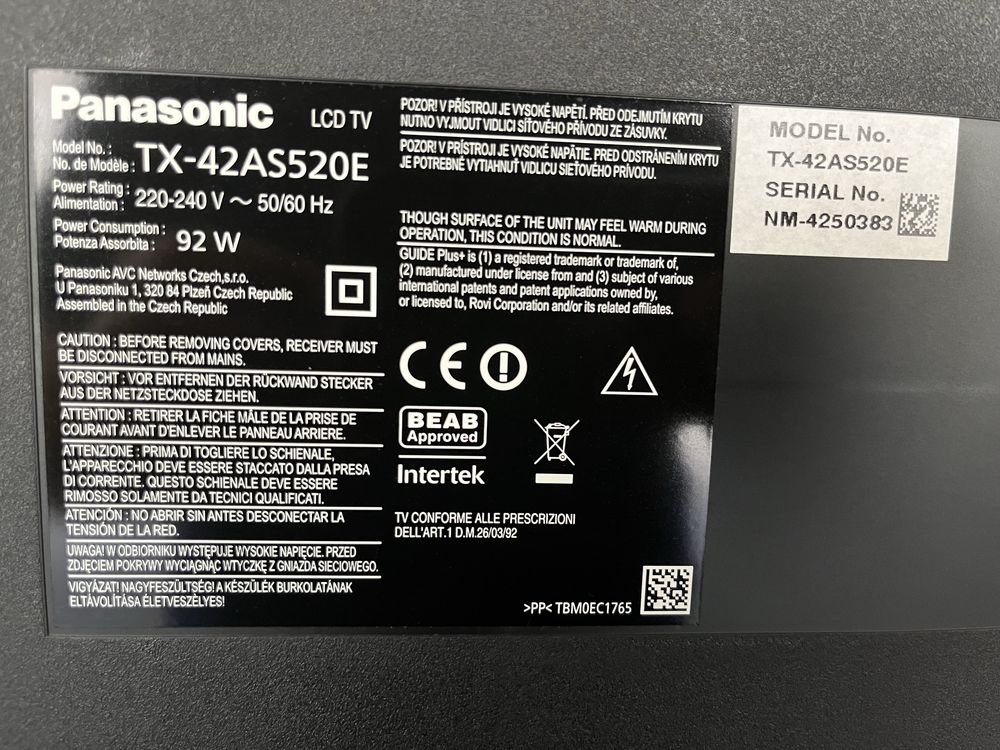 Panasonic LCD TV
Model No. :
No. de Modèle : TX-42AS520E
Power Rating :
Alimentation : 220-240 V ~ 50/60 Hz
Power Consumption :
Potenza Assorbita : 92 W
Panasonic AVC Networks Czech,s.r.o.
U Panasoniku 1, 320 84 Plzeň Czech Republic
Assembled in the Czech Republic
CAUTION : BEFORE REMOVING COVERS, RECEIVER MUST
BE DISCONNECTED FROM MAINS.
VORSICHT : VOR ENTFERNEN DER RÜCKWAND STECKER
AUS DER NETZSTECKDOSE ZIEHEN.
ATTENTION : RETIRER LA FICHE MÂLE DE LA PRISE DE
COURANT AVANT D'ENLEVER LE PANNEAU ARRIERE.
ATTENZIONE : PRIMA DI TOGLIERE LO SCHIENALE,
L'APPARECCHIO DEVE ESSERE STACCATO DALLA PRESA
DI CORRENTE. QUESTO SCHIENALE DEVE ESSERE
RIMOSSO SOLAMENTE DA TECNICI QUALIFICATI.
ATENCIÓN : NO ABRIR SIN ANTES DESCONECTAR LA
TENSIÓN DE LA RED.
UWAGA! W ODBIORNIKU WYSTĘPUJE WYSOKIE NAPIĘCIE. PRZED
ZDJĘCIEM POKRYWY WYCIĄGNĄĆ WTYCZKĘ Z GNIAZDA SIECIOWEGO.
VIGYÁZAT! NAGYFESZÜLTSÉG! A KÉSZÜLÉK BURKOLATÁNAK
ELTÁVOLÍTÁSA ÉLETVESZÉLYES!
POZOR! V PŘÍSTROJI JE VYSOKÉ NAPĚTÍ. PŘED ODEJMUTÍM KRYTU
NUTNO VYJMOUT VIDLICI SÍŤOVÉHO PŘÍVODU ZE ZÁSUVKY.
POZOR! V PRÍSTROJI JE VYSOKÉ NAPÄTIE. PRED ODSTRÁNENÍM KRYTU
JE POTREBNÉ VYTIAHNUŤ VIDLICU SIEŤOVÉHO PRÍVODU.
THOUGH SURFACE OF THE UNIT MAY FEEL WARM DURING
OPERATION, THIS CONDITION IS NORMAL.
GUIDE Plus+ is (1) a registered trademark or trademark of,
(2) manufactured under license from and (3) subject of various
international patents and patent applications owned by,
or licensed to, Rovi Corporation and/or its related affiliates.
CE
BEAB
Approved
Intertek
TV CONFORME ALLE PRESCRIZIONI
DELL'ART.1 D.M.26/03/92
>PP< TBM0EC1765
MODEL No.
TX-42AS520E
SERIAL No.
NM-4250383